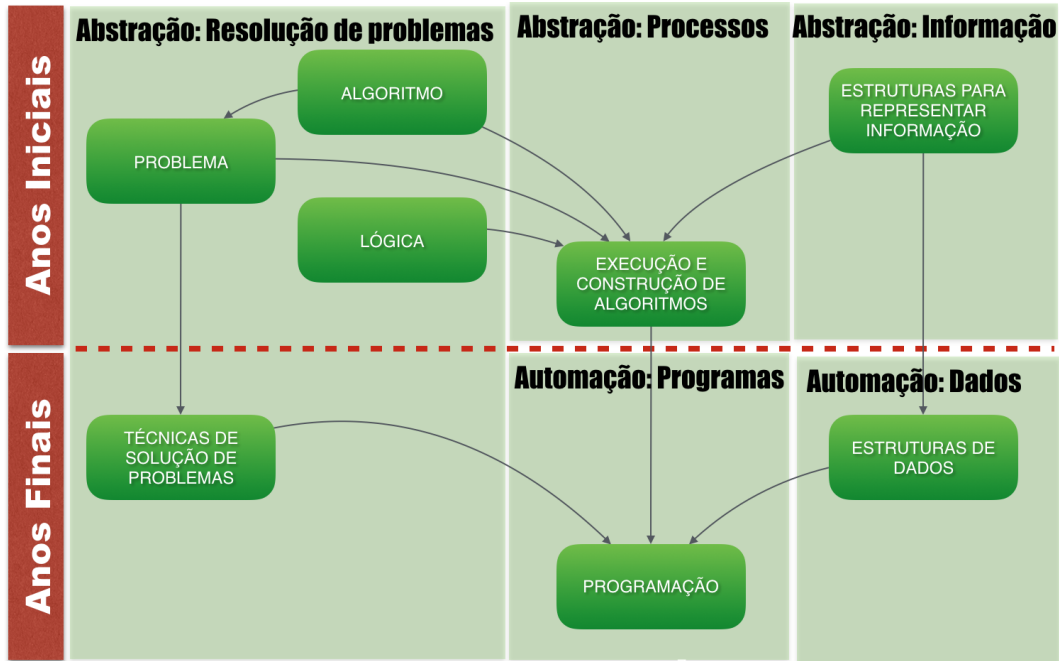 Anos Iniciais
Abstração: Resolução de problemas
Abstração: Processos
Abstração: Informação
ALGORITMO
PROBLEMA
LÓGICA
EXECUÇÃO E
CONSTRUÇÃO DE
ALGORITMOS
ESTRUTURAS PARA
REPRESENTAR
INFORMAÇÃO
Anos Finais
Automação: Programas
Automação: Dados
TÉCNICAS DE
SOLUÇÃO DE
PROBLEMAS
ESTRUTURAS DE
DADOS
PROGRAMAÇÃO